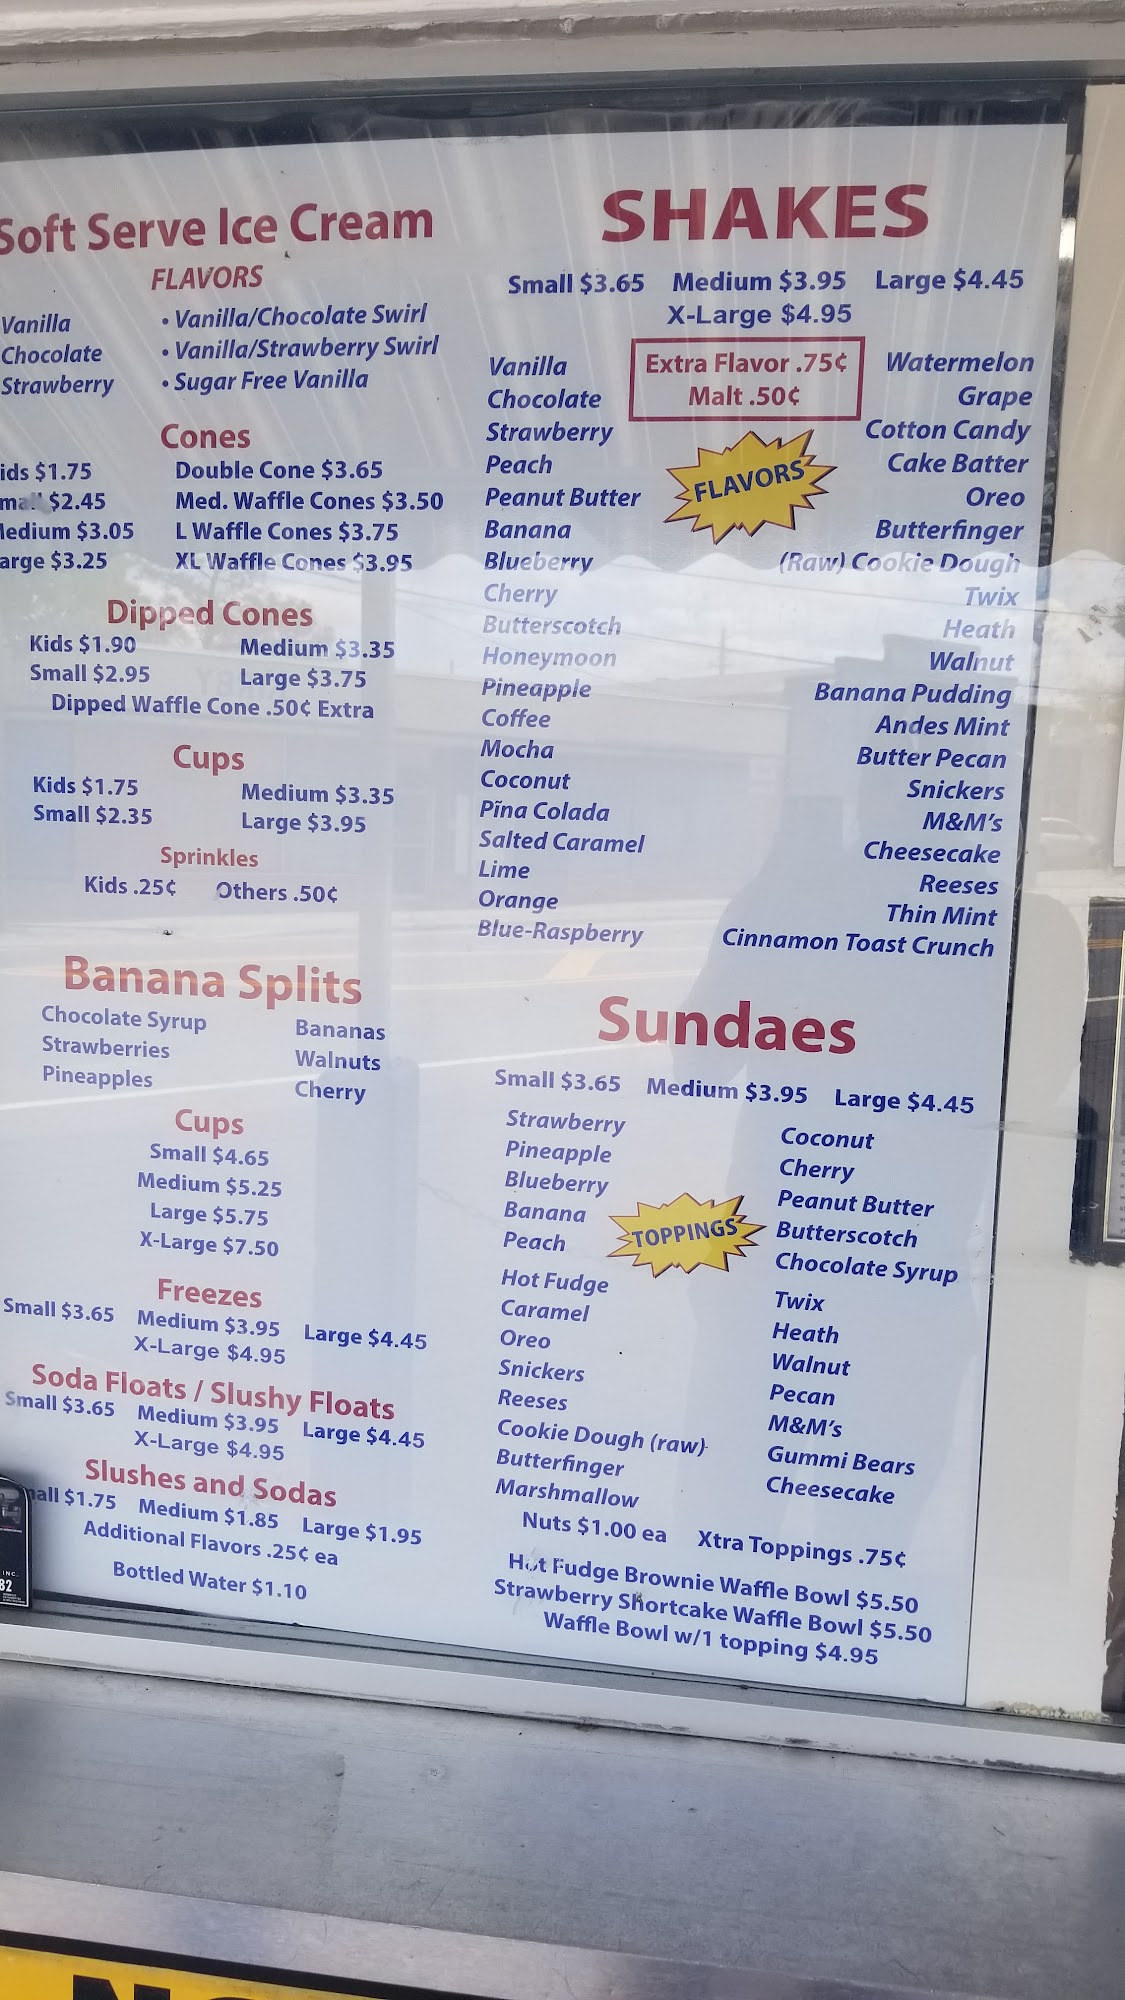 Soft Serve Ice Cream
FLAVORS
Vanilla
Chocolate
Strawberry
• Vanilla/Chocolate Swirl
• Vanilla/Strawberry Swirl
• Sugar Free Vanilla
Cones
ids $1.75
$2.45
edium $3.05
arge $3.25
Double Cone $3.65
Med. Waffle Cones $3.50
L Waffle Cones $3.75
XL Waffle Cones $3.95
Dipped Cones
Kids $1.90
Small $2.95
Medium $3.35
Large $3.75
Dipped Waffle Cone .50¢ Extra
Cups
Kids $1.75
Small $2.35
Medium $3.35
Large $3.95
Sprinkles
Kids .25¢ Others .50¢
Banana Splits
Chocolate Syrup
Strawberries
Pineapples
Bananas
Walnuts
Cherry
Cups
Small $4.65
Medium $5.25
Large $5.75
X-Large $7.50
Freezes
Small $3.65 Medium $3.95 Large $4.45
X-Large $4.95
Soda Floats / Slushy Floats
Small $3.65 Medium $3.95 Large $4.45
X-Large $4.95
Slushes and Sodas
all $1.75 Medium $1.85 Large $1.95
Additional Flavors .25¢ ea
Bottled Water $1.10
SHAKES
Small $3.65 Medium $3.95 Large $4.45
X-Large $4.95
Extra Flavor .75¢
Malt .50¢
FLAVORS
Vanilla
Chocolate
Strawberry
Peach
Peanut Butter
Banana
Blueberry
Cherry
Butterscotch
Honeymoon
Pineapple
Coffee
Mocha
Coconut
Pĩna Colada
Salted Caramel
Lime
Orange
Blue-Raspberry
Watermelon
Grape
Cotton Candy
Cake Batter
Oreo
Butterfinger
(Raw) Cookie Dough
Twix
Heath
Walnut
Banana Pudding
Andes Mint
Butter Pecan
Snickers
M&M's
Cheesecake
Reeses
Thin Mint
Cinnamon Toast Crunch
Sundaes
Small $3.65 Medium $3.95 Large $4.45
TOPPINGS
Strawberry
Pineapple
Blueberry
Banana
Peach
Hot Fudge
Caramel
Oreo
Snickers
Reeses
Cookie Dough (raw)
Butterfinger
Marshmallow
Coconut
Cherry
Peanut Butter
Butterscotch
Chocolate Syrup
Twix
Heath
Walnut
Pecan
M&M's
Gummi Bears
Cheesecake
Nuts $1.00 ea Xtra Toppings .75¢
Hot Fudge Brownie Waffle Bowl $5.50
Strawberry Shortcake Waffle Bowl $5.50
Waffle Bowl w/1 topping $4.95
INC.
82